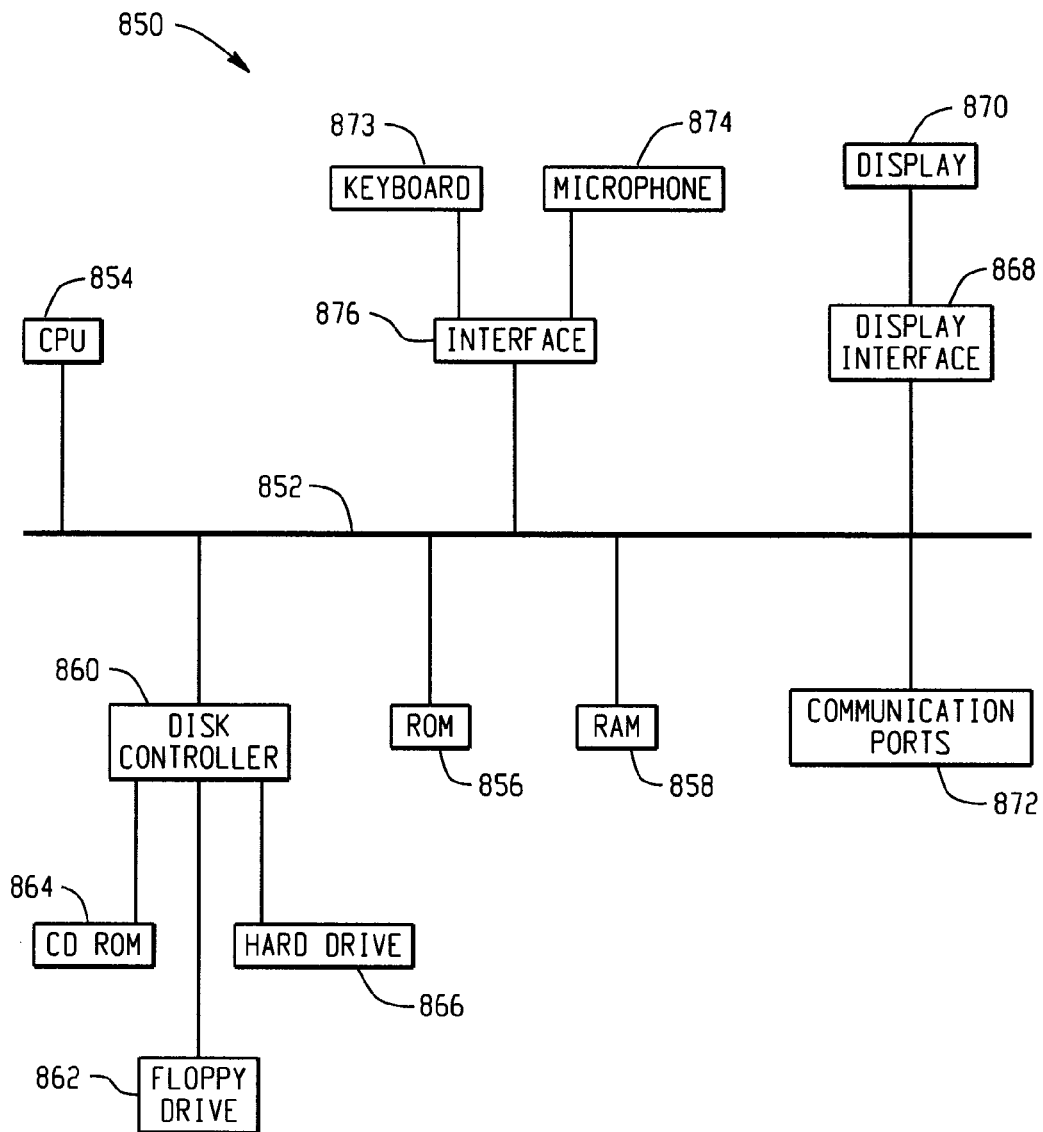 850
873
874
870
KEYBOARD
MICROPHONE
DISPLAY
854
876
868
CPU
INTERFACE
DISPLAY
INTERFACE
852
860
DISK
CONTROLLER
ROM
RAM
COMMUNICATION
PORTS
856
858
872
864
CD ROM
HARD DRIVE
866
862
FLOPPY
DRIVE